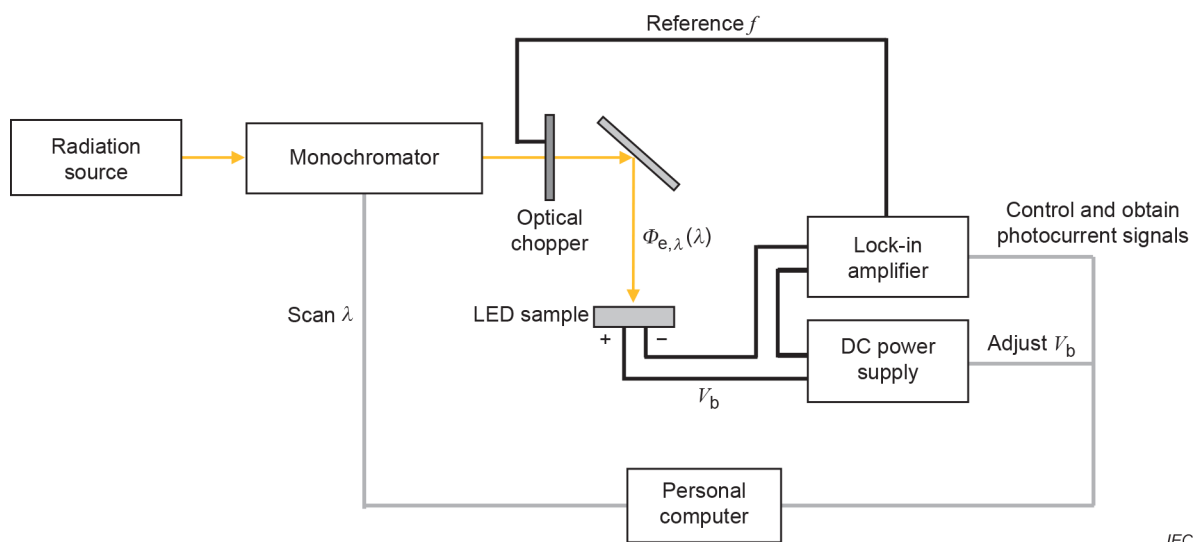 Reference f
Radiation
source
Monochromator
Optical
chopper
Φe,λ(λ)
Control and obtain
photocurrent signals
Lock-in
amplifier
Scan λ
LED sample
+
−
DC power
supply
Adjust Vb
Vb
Personal
computer
IEC